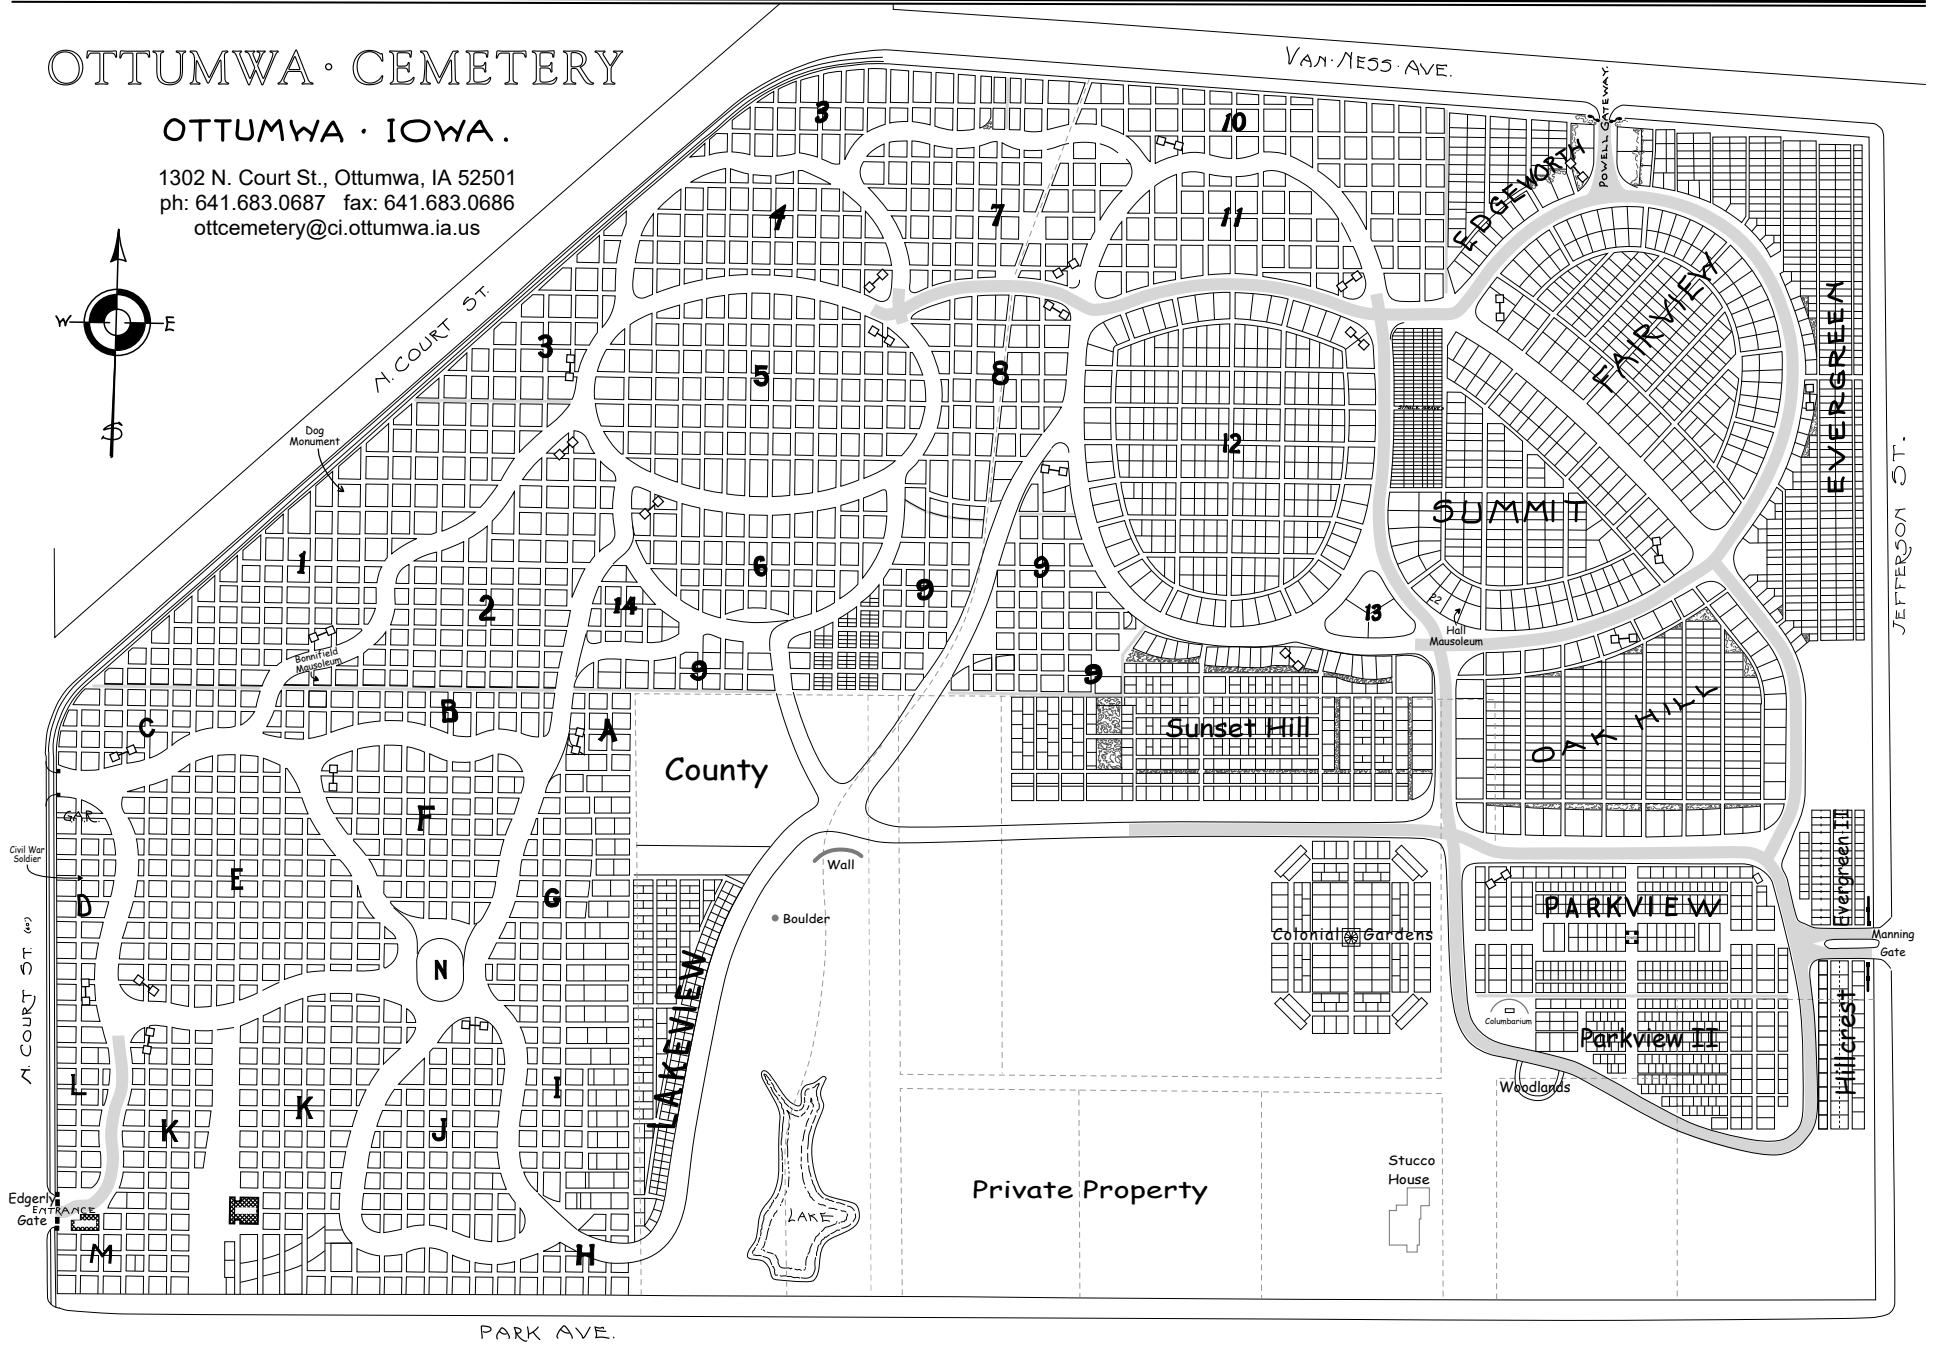 OTTUMWA · CEMETERY
OTTUMWA · IOWA.
1302 N. Court St., Ottumwa, IA 52501
ph: 641.683.0687 fax: 641.683.0686
ottcemetery@ci.ottumwa.ia.us
VAN·NESS·AVE.
POWELL GATEWAY.
3
10
EDGEWORTH
4
7
11
FAIRVIEW
EVERGREEN
W
E
S
N. COURT ST.
3
5
8
12
Dog
Monument
JEFFERSON ST.
SUMMIT
1
6
9
9
2
14
13
22
Hall
Mausoleum
Bonnifield
Mausoleum
9
9
OAK HILL
C
B
A
Sunset Hill
County
G.A.R.
F
Civil War
Soldier
E
D
G
Wall
Boulder
Evergreen II
PARKVIEW
Colonial Gardens
Manning
Gate
N. COURT ST. (60')
N
LAKEVIEW
Columbarium
Parkview II
Hillcrest
Woodlands
L
K
K
J
I
Stucco
House
Private Property
Edgerly
Gate
ENTRANCE
LAKE
M
H
PARK AVE.